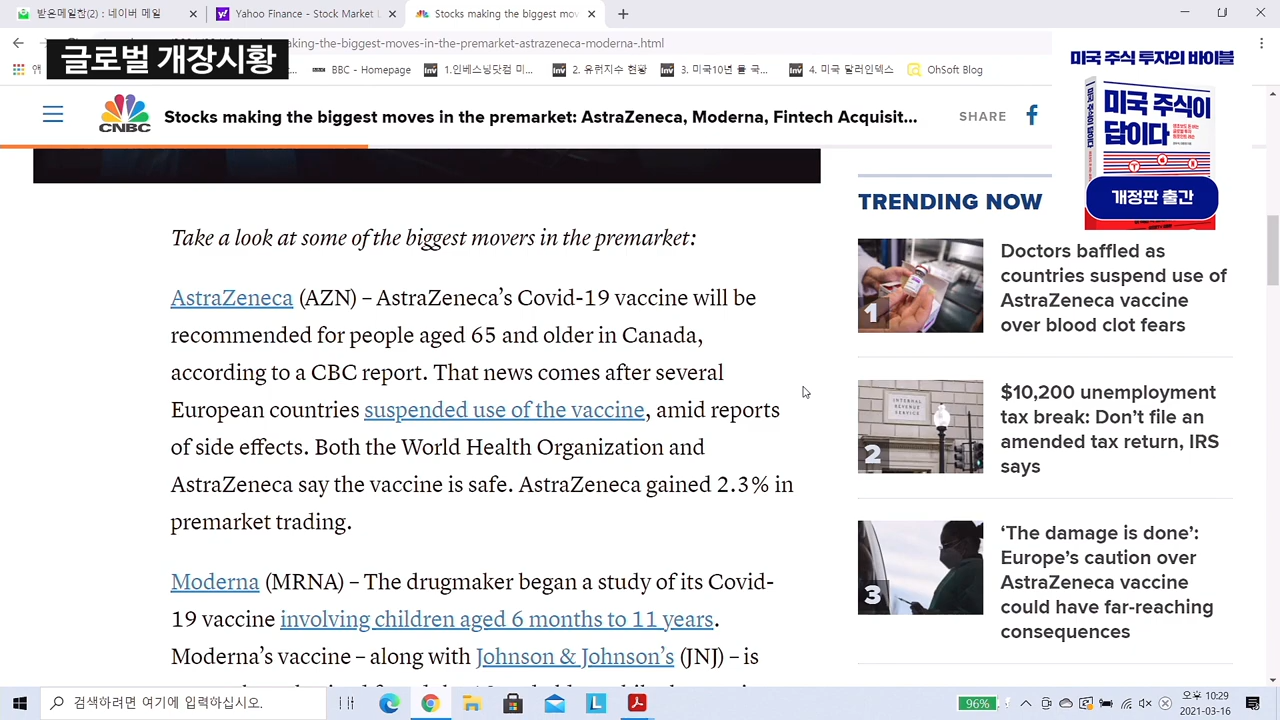 받은메일함(2) : 네이버 메일
Yahoo Finance - Stock Market L
Stocks making the biggest mov
글로벌 개장시황
aking-the-biggest-moves-in-the-premarke
astrazeneca-moderna-.html
BBC - Homepage
1.인베스팅닷컴 미...
2. 유튜지수 현황
3. 미국10년 물 국...
4. 미국 달러인덱스
OhSoft Blog
CNBC
Stocks making the biggest moves in the premarket: AstraZeneca, Moderna, Fintech Acquisit...
SHARE
미국 주식 투자의 바이블
미국 주식이
답이다
개정판 출간
Take a look at some of the biggest movers in the premarket:
AstraZeneca (AZN) – AstraZeneca’s Covid-19 vaccine will be
recommended for people aged 65 and older in Canada,
according to a CBC report. That news comes after several
European countries suspended use of the vaccine, amid reports
of side effects. Both the World Health Organization and
AstraZeneca say the vaccine is safe. AstraZeneca gained 2.3% in
premarket trading.
Moderna (MRNA) – The drugmaker began a study of its Covid-
19 vaccine involving children aged 6 months to 11 years.
Moderna’s vaccine – along with Johnson & Johnson’s (JNJ) – is
TRENDING NOW
1
Doctors baffled as
countries suspend use of
AstraZeneca vaccine
over blood clot fears
INTERNAL
REVENUE
SERVICE
2
$10,200 unemployment
tax break: Don’t file an
amended tax return, IRS
says
3
‘The damage is done’:
Europe’s caution over
AstraZeneca vaccine
could have far-reaching
consequences
검색하려면 여기에 입력하십시오.
96%
오후 10:29
2021-03-16